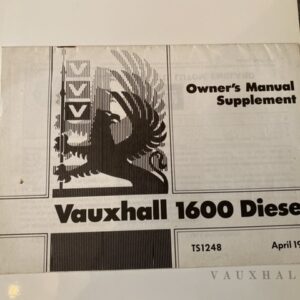 V
V
V
Owner's Manual
Supplement
Vauxhall 1600 Diese
TS1248 April 19
VAUXHAL